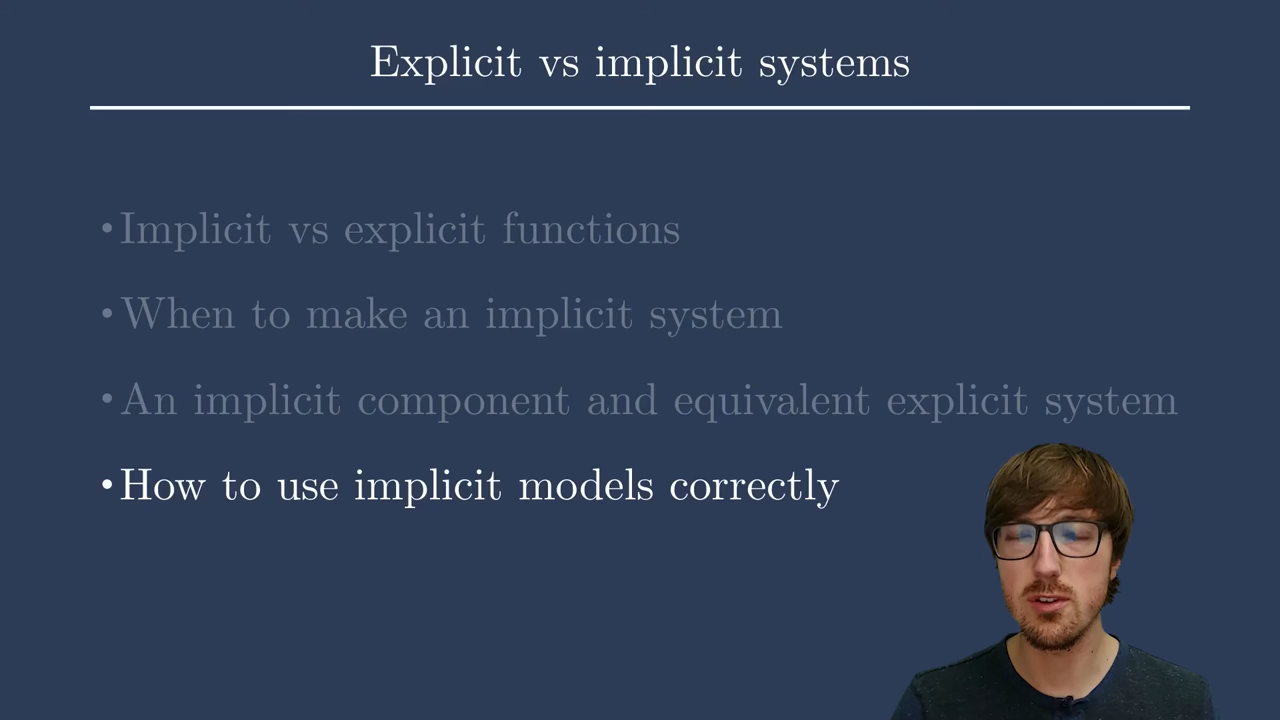 Explicit vs implicit systems
• Implicit vs explicit functions
• When to make an implicit system
• An implicit component and equivalent explicit system
• How to use implicit models correctly